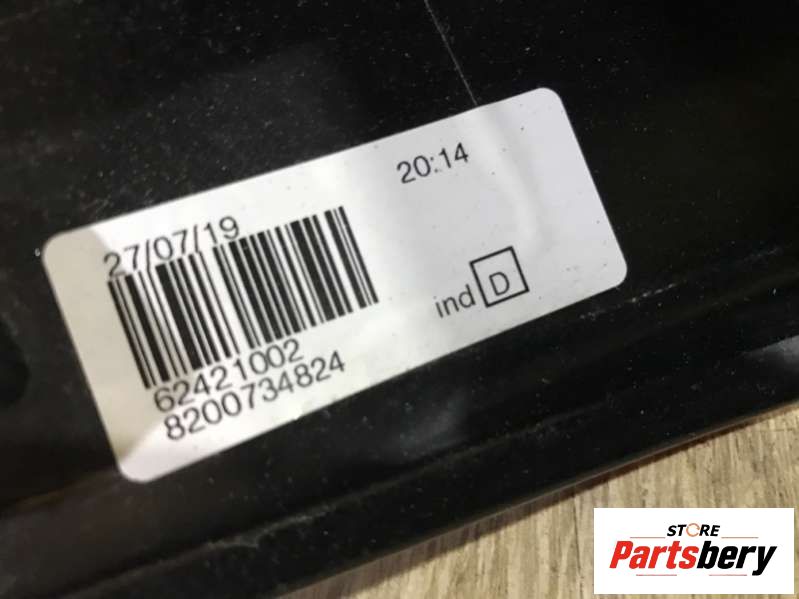 27/07/19
20:14
62421002
8200734824
ind D
STORE
Partsbery